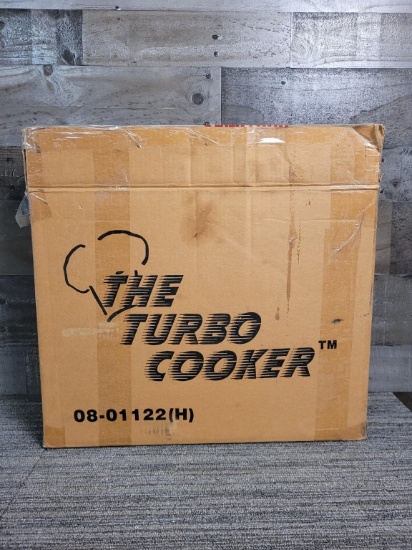 THE
TURBO
COOKER™
08-01122(H)